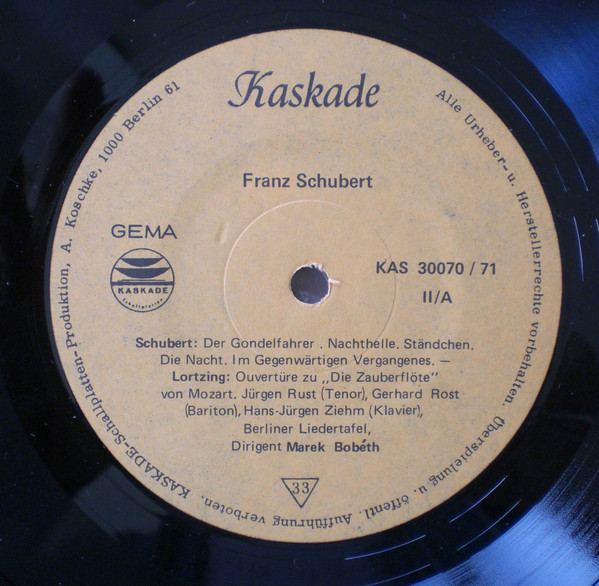 Kaskade
Franz Schubert
GEMA
KASKADE
Schallplatten
KAS 30070/71
II/A
Schubert: Der Gondelfahrer . Nachthelle. Ständchen.
Die Nacht. Im Gegenwärtigen Vergangenes. —
Lortzing: Ouvertüre zu „Die Zauberflöte“
von Mozart. Jürgen Rust (Tenor), Gerhard Rost
(Bariton), Hans-Jürgen Ziehm (Klavier),
Berliner Liedertafel,
Dirigent Marek Bobéth
33
Alle Urheber- u. Herstellerrechte vorbehalten. Überspielung u. öffentl. Aufführung verboten. KASKADE-Schallplatten-Produktion, A. Koschke, 1000 Berlin 61